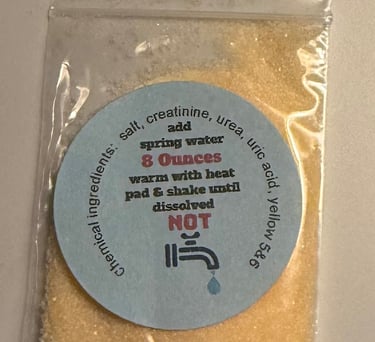 Chemical ingredients: salt, creatinine, urea, uric acid, yellow 5&6
add
spring water
8 Ounces
warm with heat
pad & shake until
dissolved
NOT